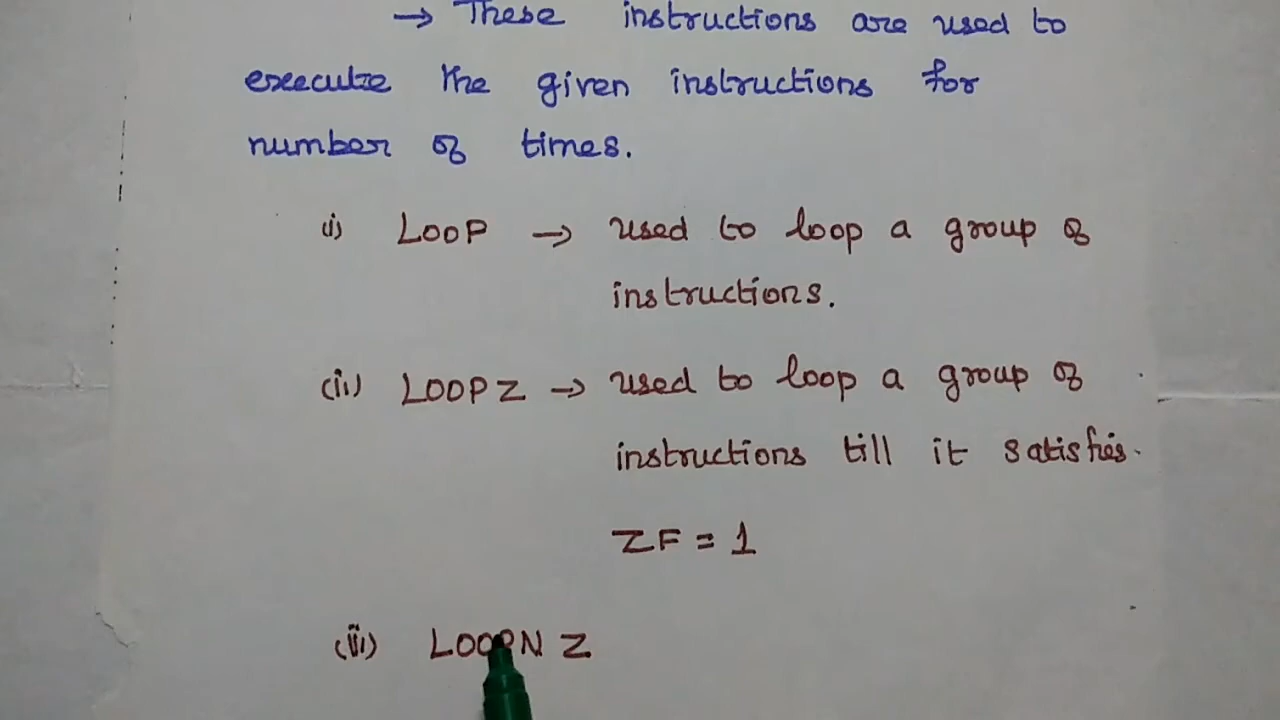 → These instructions are used to
execute the given instructions for
number of times.
(i) LOOP → used to loop a group of
instructions.
(ii) LOOPZ → used to loop a group of
instructions till it satisfies.
ZF = 1
(iii) LOOPNZ